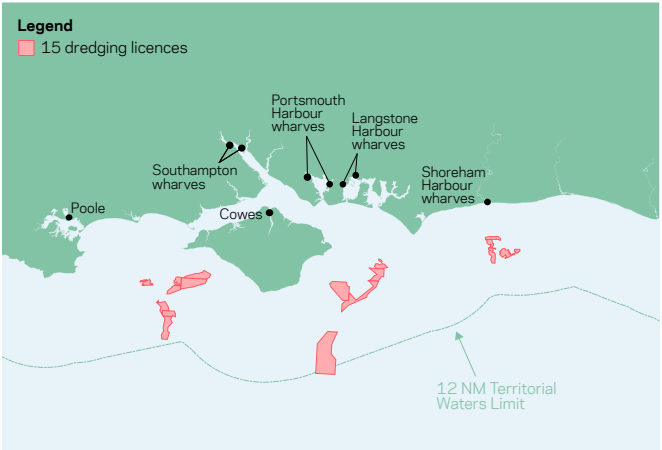 Legend
15 dredging licences
Portsmouth
Harbour
wharves
Langstone
Harbour
wharves
Southampton
wharves
Shoreham
Harbour
wharves
Poole
Cowes
12 NM Territorial
Waters Limit